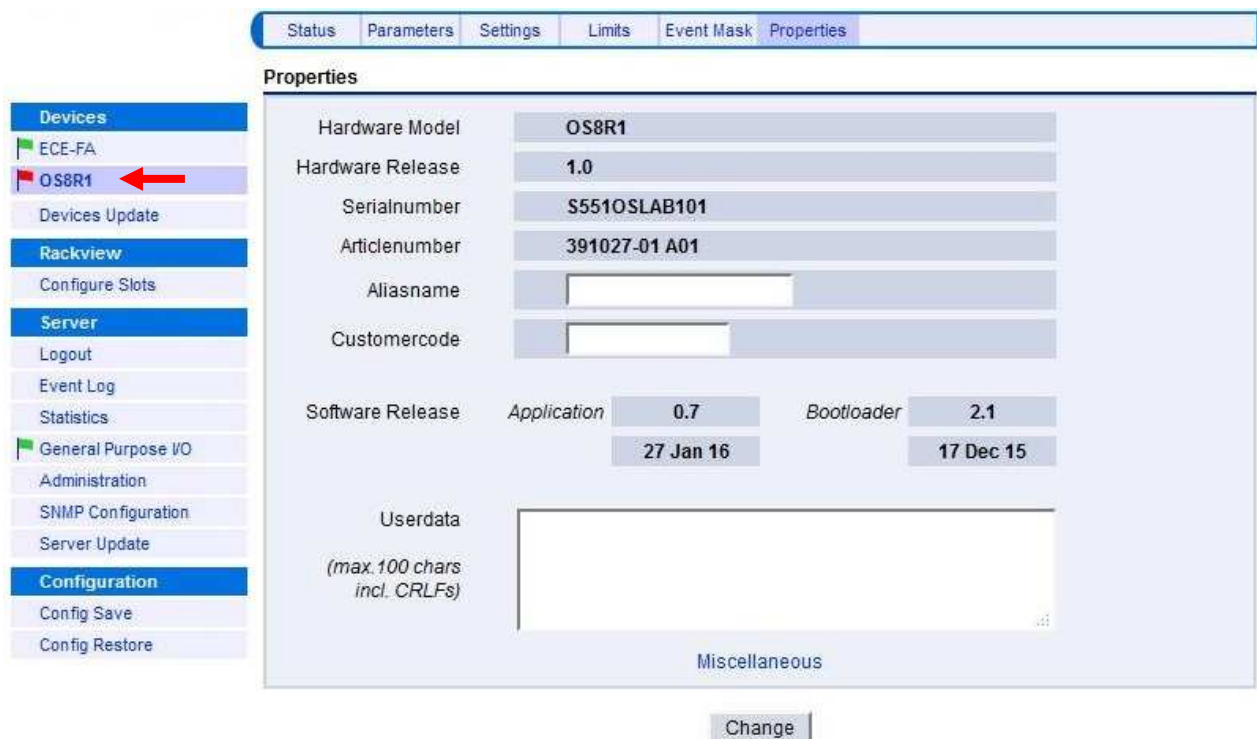 Status Parameters Settings Limits Event Mask Properties
Properties
Devices
ECE-FA
OS8R1
Devices Update
Rackview
Configure Slots
Server
Logout
Event Log
Statistics
General Purpose I/O
Administration
SNMP Configuration
Server Update
Configuration
Config Save
Config Restore
Hardware Model OS8R1
Hardware Release 1.0
Serialnumber S551OSLAB101
Articlenumber 391027-01 A01
Aliasname
Customercode
Software Release Application 0.7 Bootloader 2.1
27 Jan 16 17 Dec 15
Userdata
(max.100 chars
incl. CRLFs)
Miscellaneous
Change